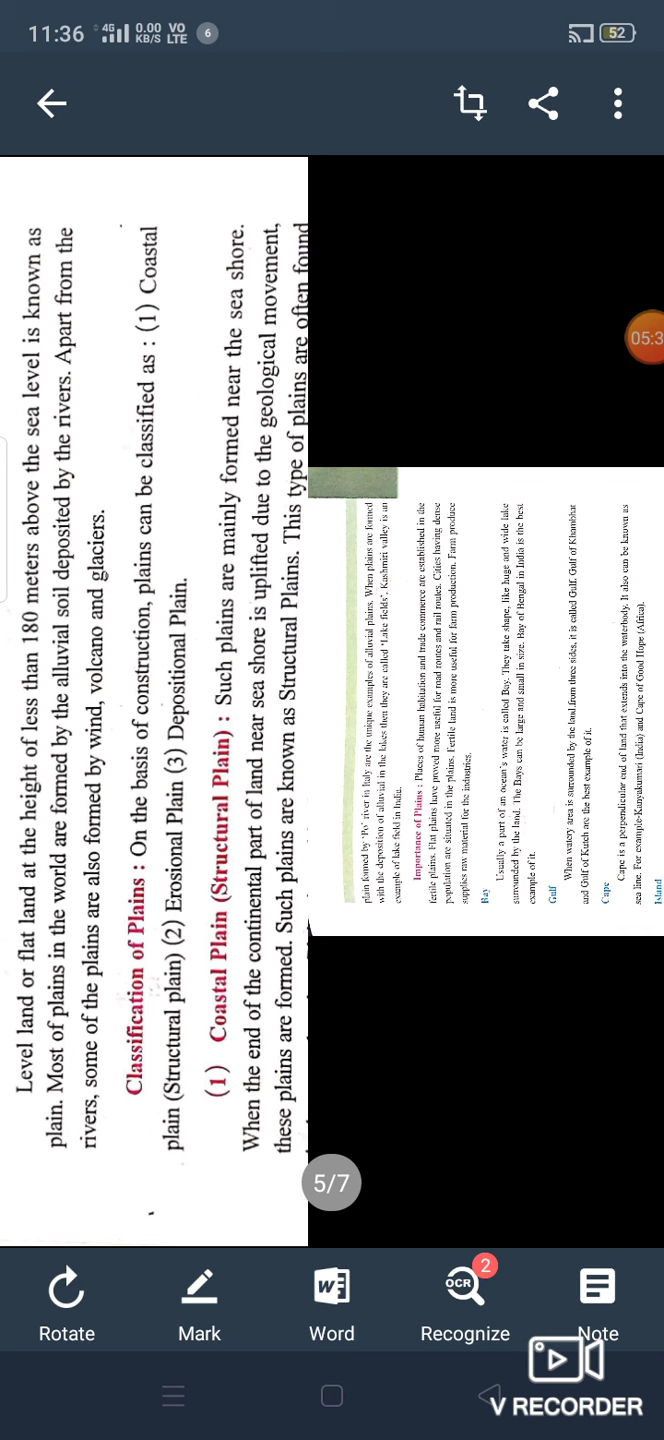 11:36 4G 0.00 KB/S VO LTE 6 52
05:3
Level land or flat land at the height of less than 180 meters above the sea level is known as
plain. Most of plains in the world are formed by the alluvial soil deposited by the rivers. Apart from the
rivers, some of the plains are also formed by wind, volcano and glaciers.
Classification of Plains : On the basis of construction, plains can be classified as : (1) Coastal
plain (Structural plain) (2) Erosional Plain (3) Depositional Plain.
(1) Coastal Plain (Structural Plain) : Such plains are mainly formed near the sea shore.
When the end of the continental part of land near sea shore is uplifted due to the geological movement,
these plains are formed. Such plains are known as Structural Plains. This type of plains are often found
plain formed by 'Po' river in Italy are the unique examples of alluvial plains. When plains are formed
with the deposition of alluvial in the lakes then they are called 'Lake fields'. Kashmiri valley is an
example of lake field in India.
Importance of Plains : Places of human habitation and trade commerce are established in the
fertile plains. Flat plains have proved more useful for road routes and rail routes. Cities having dense
population are situated in the plains. Fertile land is more useful for farm production. Farm produce
supplies raw material for the industries.
Bay
Usually a part of an ocean's water is called Bay. They take shape, like huge and wide lake
surrounded by the land. The Bays can be large and small in size. Bay of Bengal in India is the best
example of it.
Gulf
When watery area is surrounded by the land from three sides, it is called Gulf. Gulf of Khambhat
and Gulf of Kutch are the best example of it.
Cape
Cape is a perpendicular end of land that extends into the waterbody. It also can be known as
sea line. For example-Kanyakumari (India) and Cape of Good Hope (Africa).
Island
5/7
OCR 2
Rotate Mark Word Recognize Note
V RECORDER